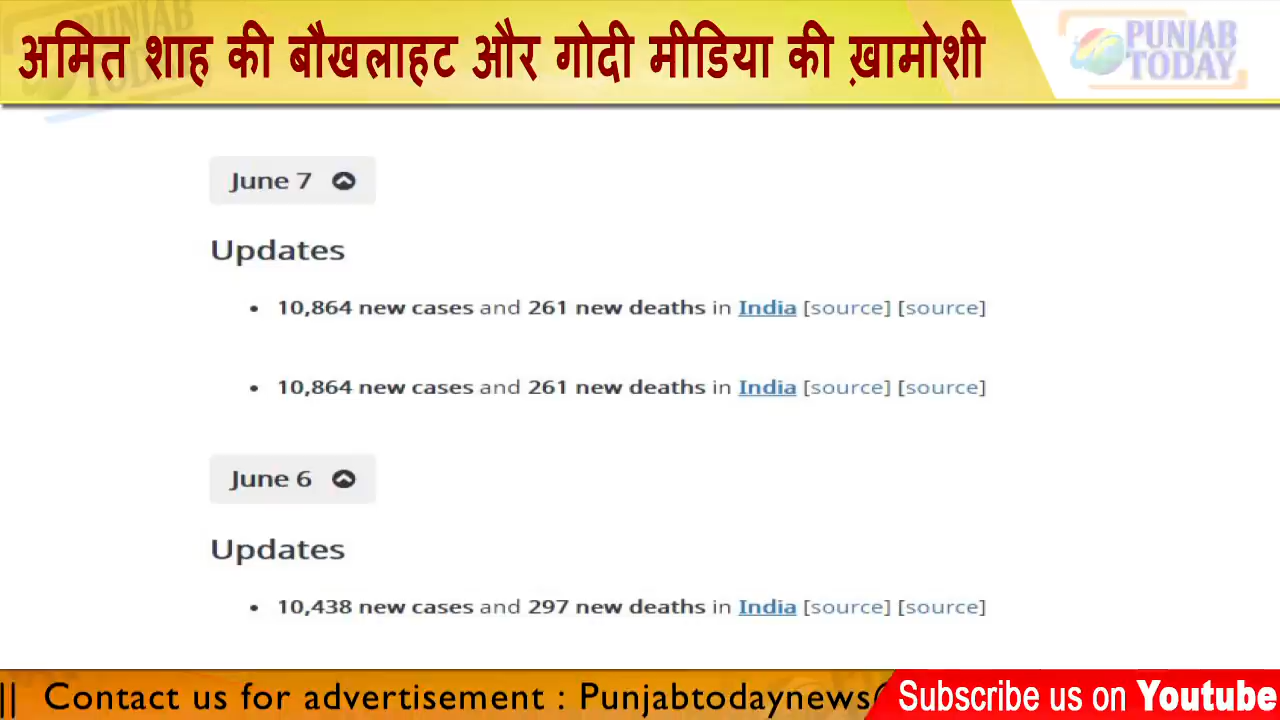 अमित शाह की बौखलाहट और गोदी मीडिया की ख़ामोशी
PUNJAB
TODAY
June 7
Updates
• 10,864 new cases and 261 new deaths in India [source] [source]
• 10,864 new cases and 261 new deaths in India [source] [source]
June 6
Updates
• 10,438 new cases and 297 new deaths in India [source] [source]
|| Contact us for advertisement : Punjabtodaynews@
Subscribe us on Youtube